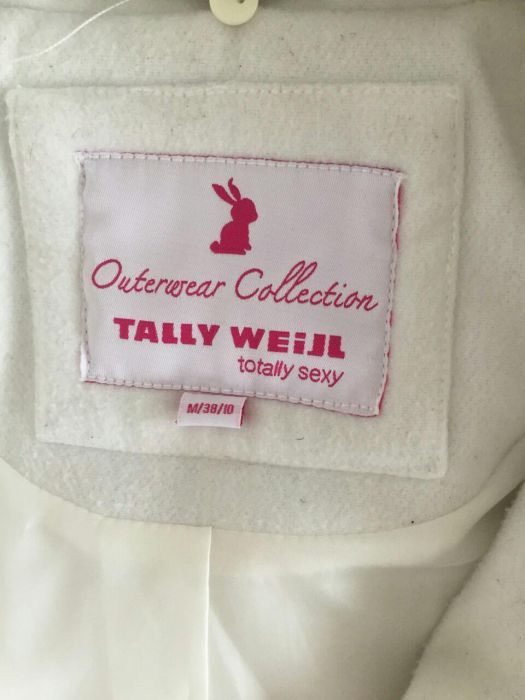 Outerwear Collection
TALLY WEiJL
totally sexy
M/38/10